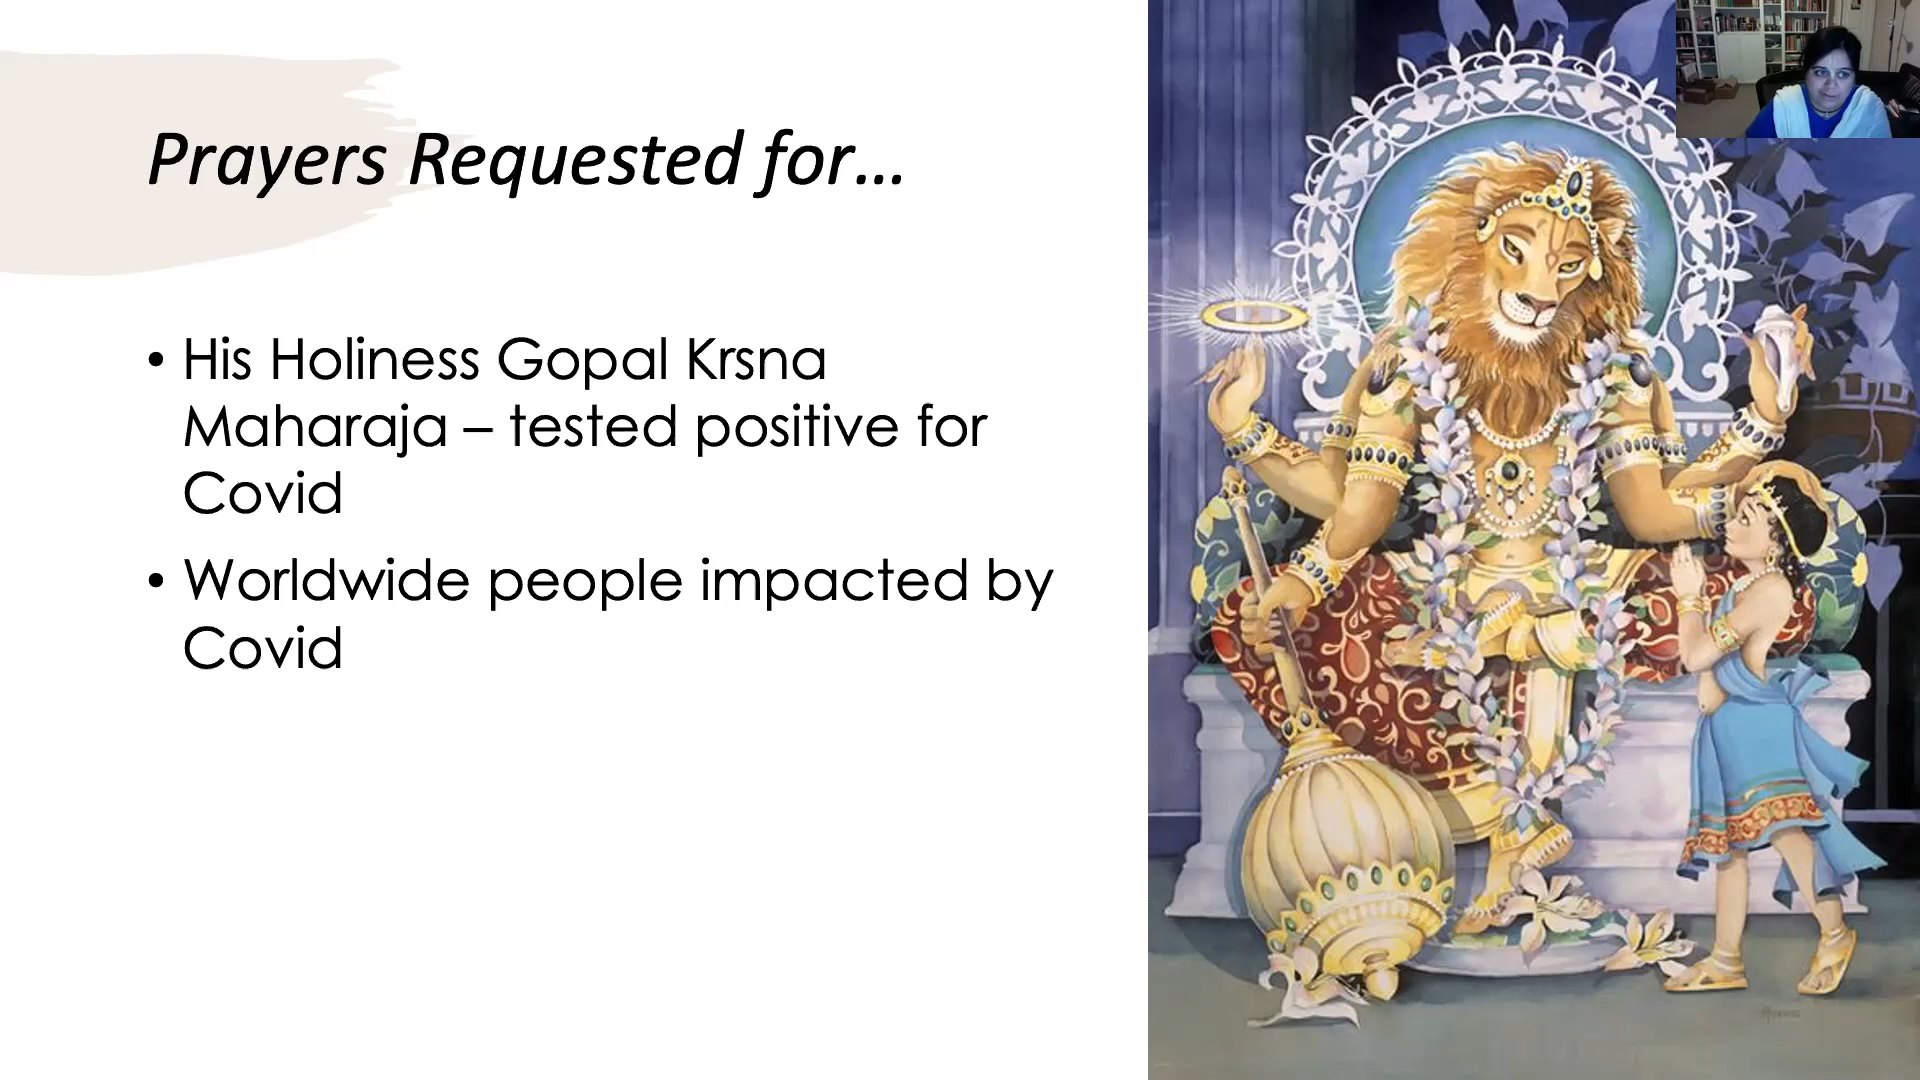 Prayers Requested for...
• His Holiness Gopal Krsna
Maharaja – tested positive for
Covid
• Worldwide people impacted by
Covid